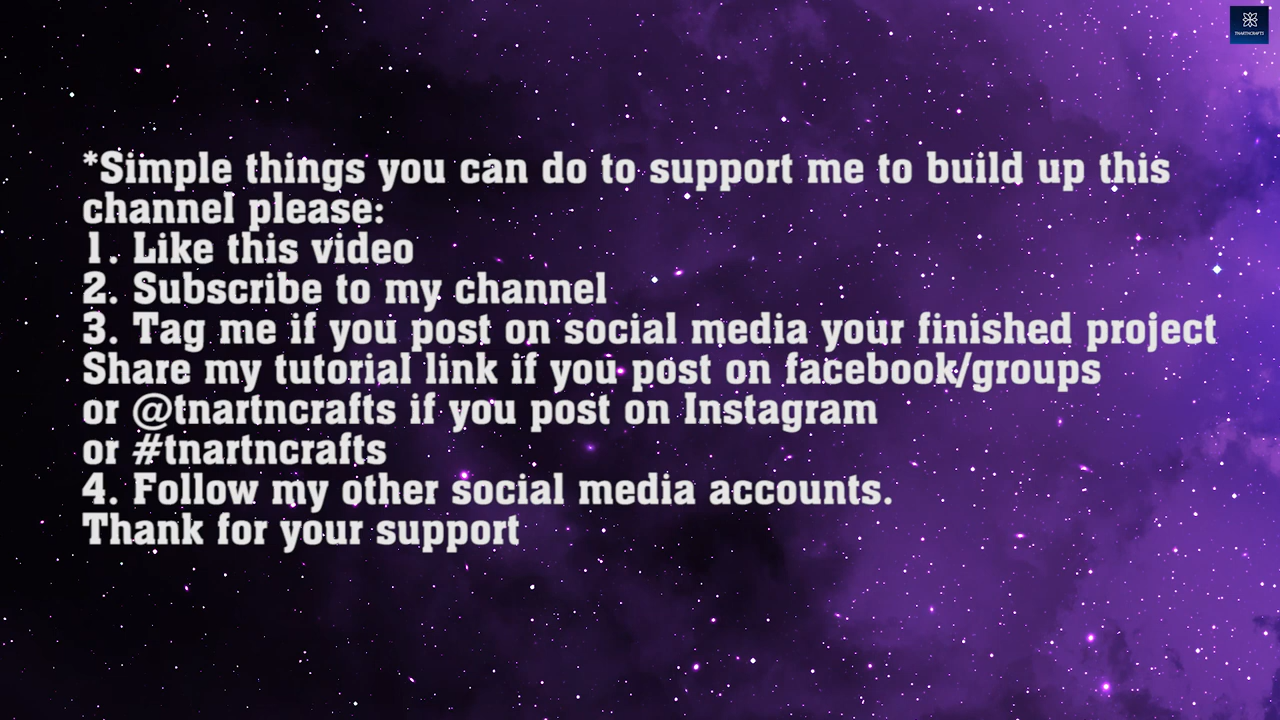 TNARTNCRAFTS
*Simple things you can do to support me to build up this
channel please:
1. Like this video
2. Subscribe to my channel
3. Tag me if you post on social media your finished project
Share my tutorial link if you post on facebook/groups
or @tnartncrafts if you post on Instagram
or #tnartncrafts
4. Follow my other social media accounts.
Thank for your support